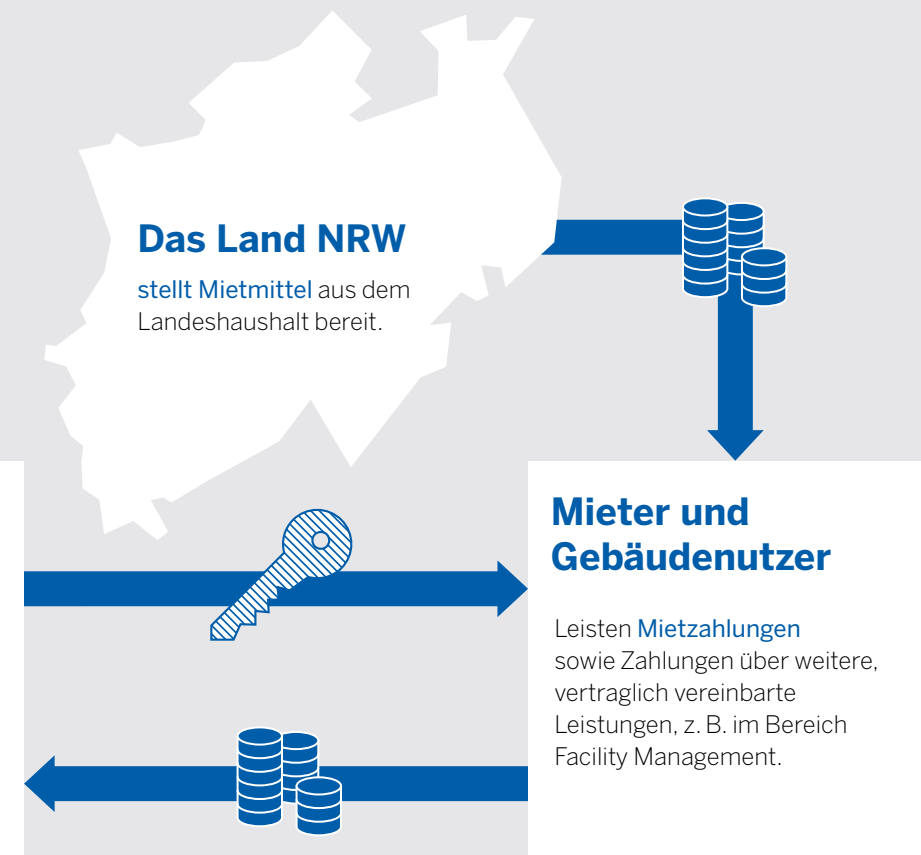 Das Land NRW
stellt Mietmittel aus dem
Landeshaushalt bereit.
Mieter und
Gebäudenutzer
Leisten Mietzahlungen
sowie Zahlungen über weitere,
vertraglich vereinbarte
Leistungen, z. B. im Bereich
Facility Management.